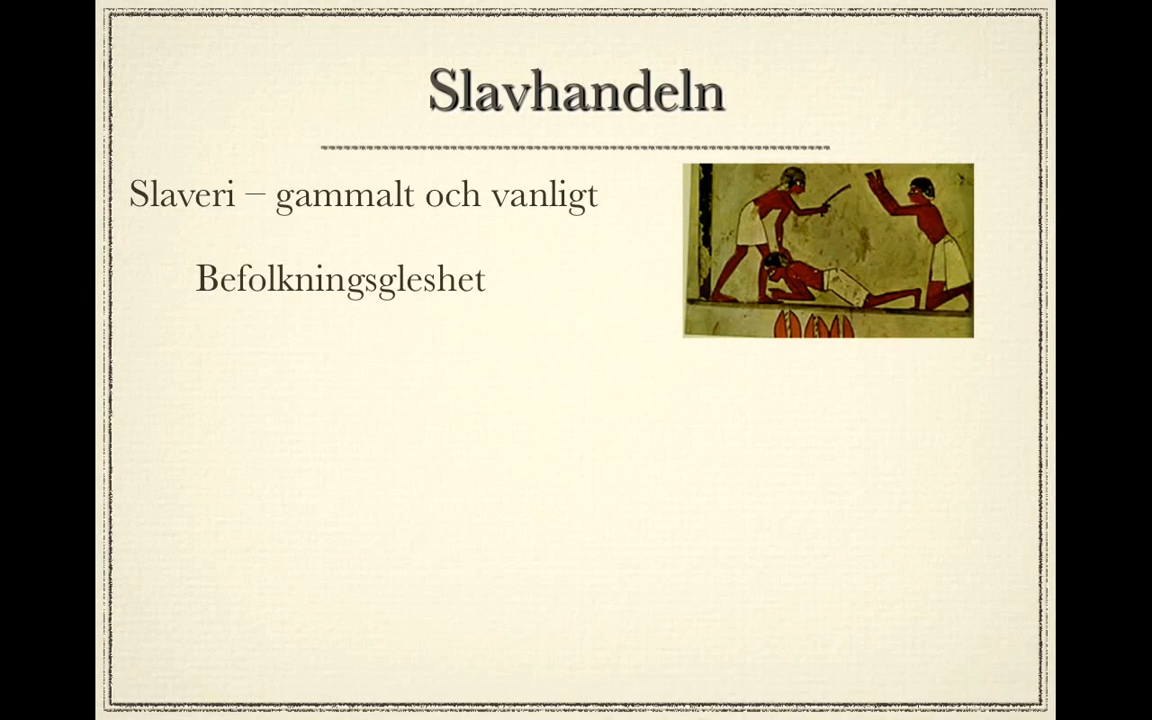 Slavhandeln
Slaveri – gammalt och vanligt
Befolkningsgleshet